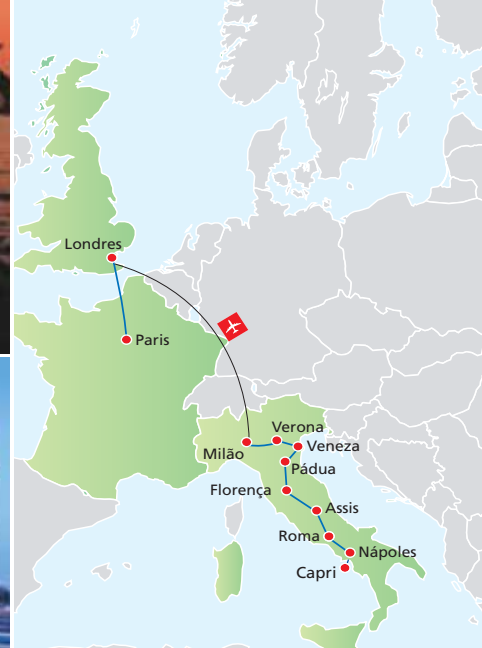 Londres
Paris
Verona
Milão
Veneza
Pádua
Florença
Assis
Roma
Nápoles
Capri